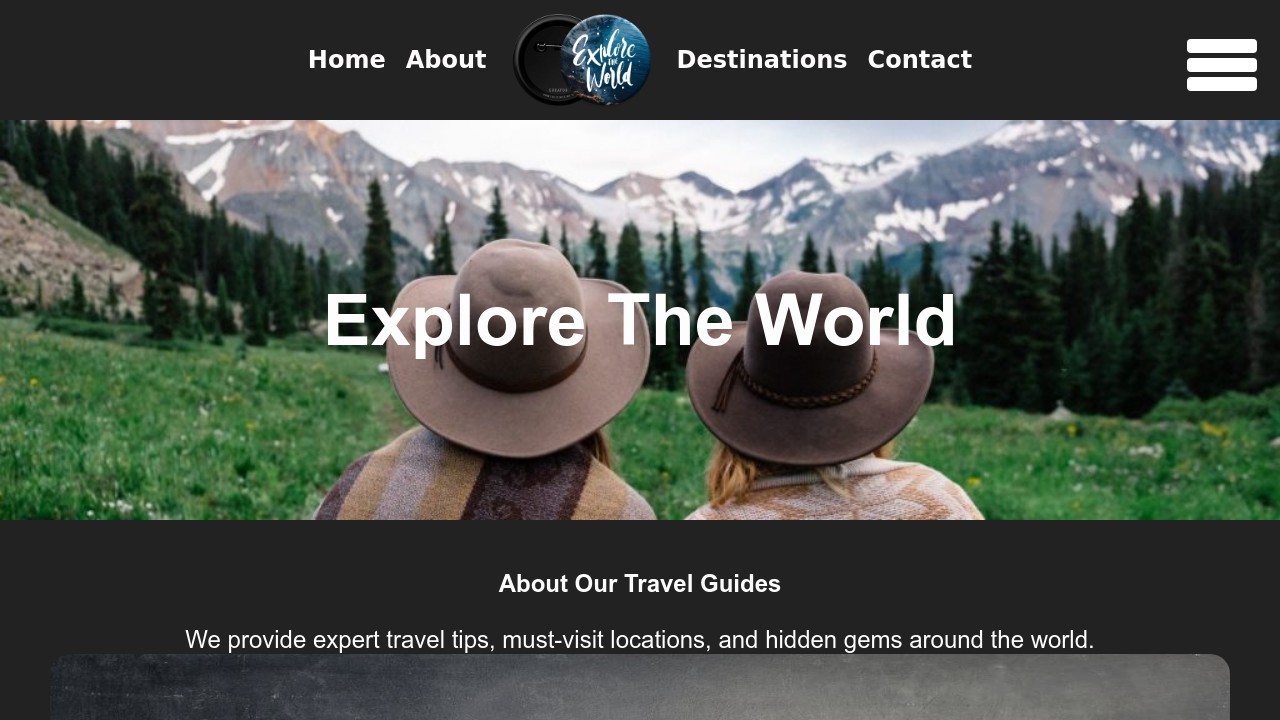 Home About
Explore
THE
World
Destinations Contact
Explore The World
About Our Travel Guides
We provide expert travel tips, must-visit locations, and hidden gems around the world.